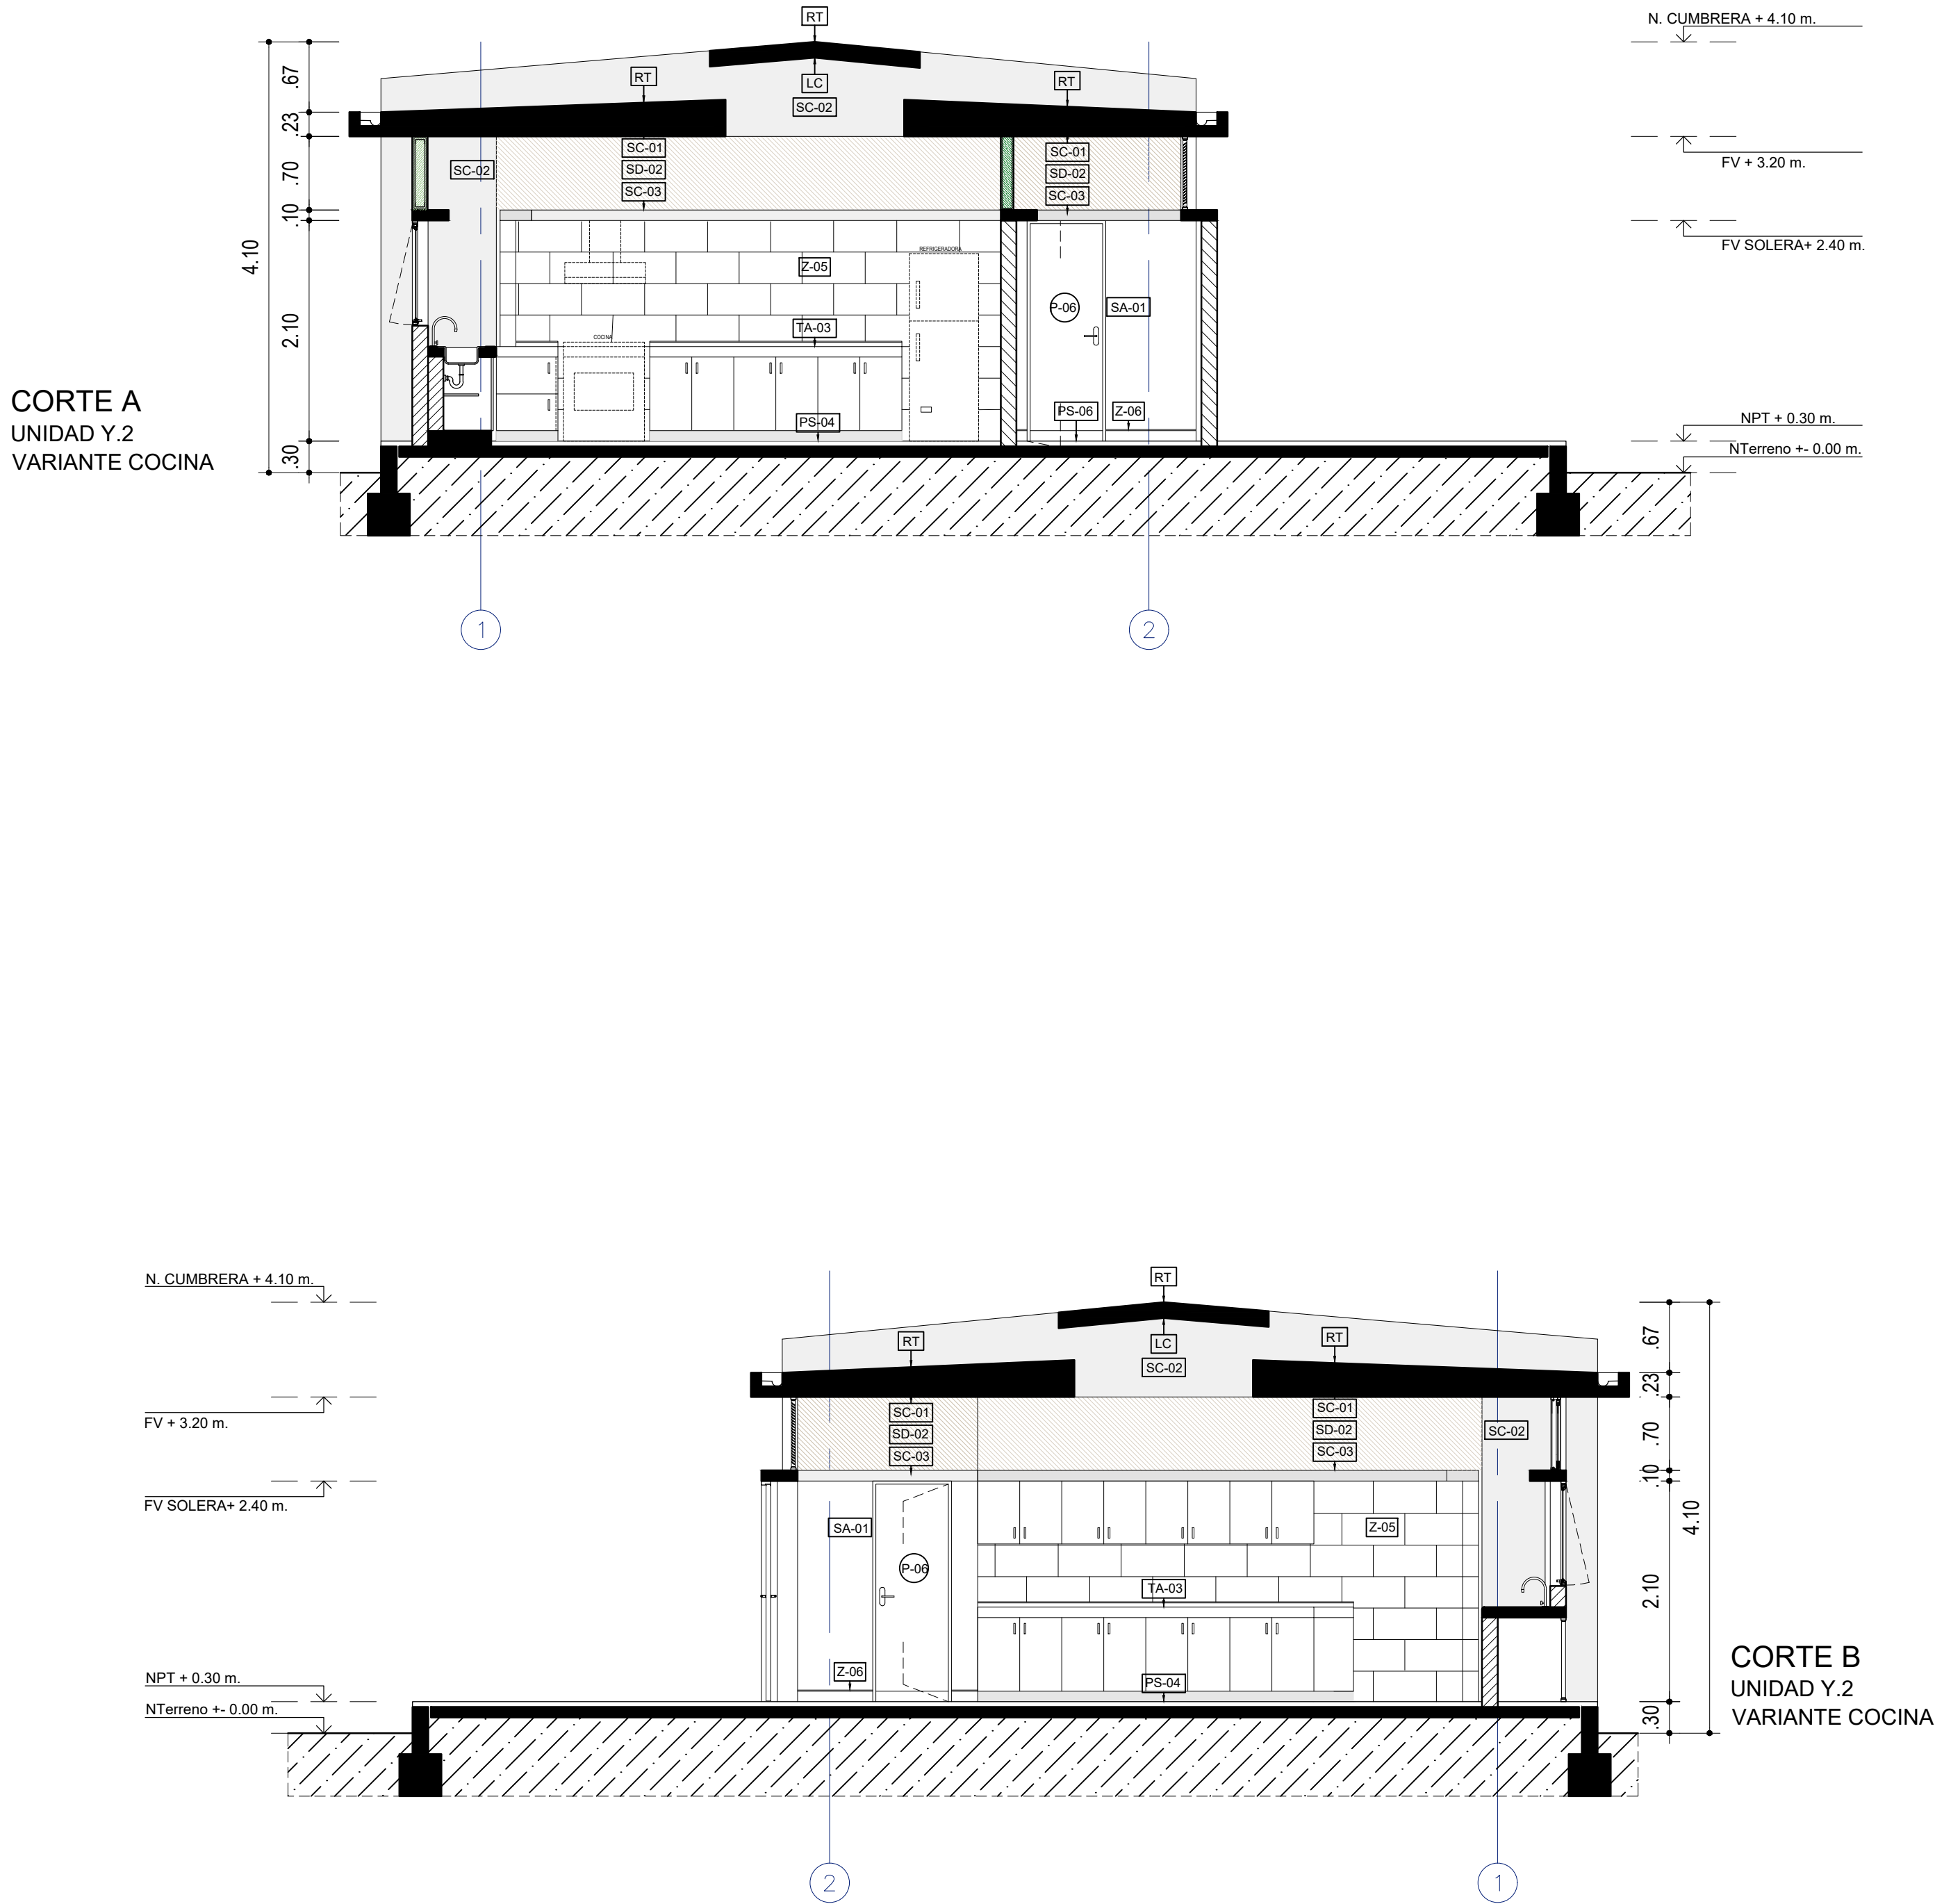 RT
N. CUMBRERA + 4.10 m.
.67
RT
LC
RT
SC-02
.23
SC-01
SC-01
FV + 3.20 m.
.70
SC-02
SD-02
SD-02
SC-03
SC-03
.10
FV SOLERA+ 2.40 m.
4.10
REFRIGERADORA
Z-05
P-06
SA-01
2.10
TA-03
COCINA
CORTE A
UNIDAD Y.2
VARIANTE COCINA
PS-04
PS-06
Z-06
NPT + 0.30 m.
.30
NTerreno +- 0.00 m.
1
2
N. CUMBRERA + 4.10 m.
RT
RT
LC
RT
.67
SC-02
.23
FV + 3.20 m.
SC-01
SC-01
SD-02
SD-02
SC-02
.70
SC-03
SC-03
.10
FV SOLERA+ 2.40 m.
4.10
SA-01
Z-05
P-06
TA-03
2.10
CORTE B
UNIDAD Y.2
VARIANTE COCINA
NPT + 0.30 m.
Z-06
PS-04
NTerreno +- 0.00 m.
.30
2
1